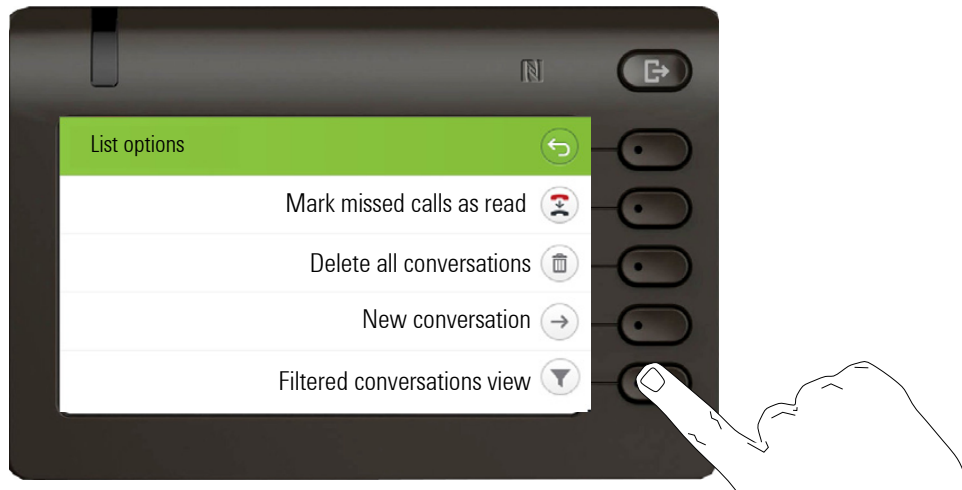 List options
Mark missed calls as read
Delete all conversations
New conversation
Filtered conversations view